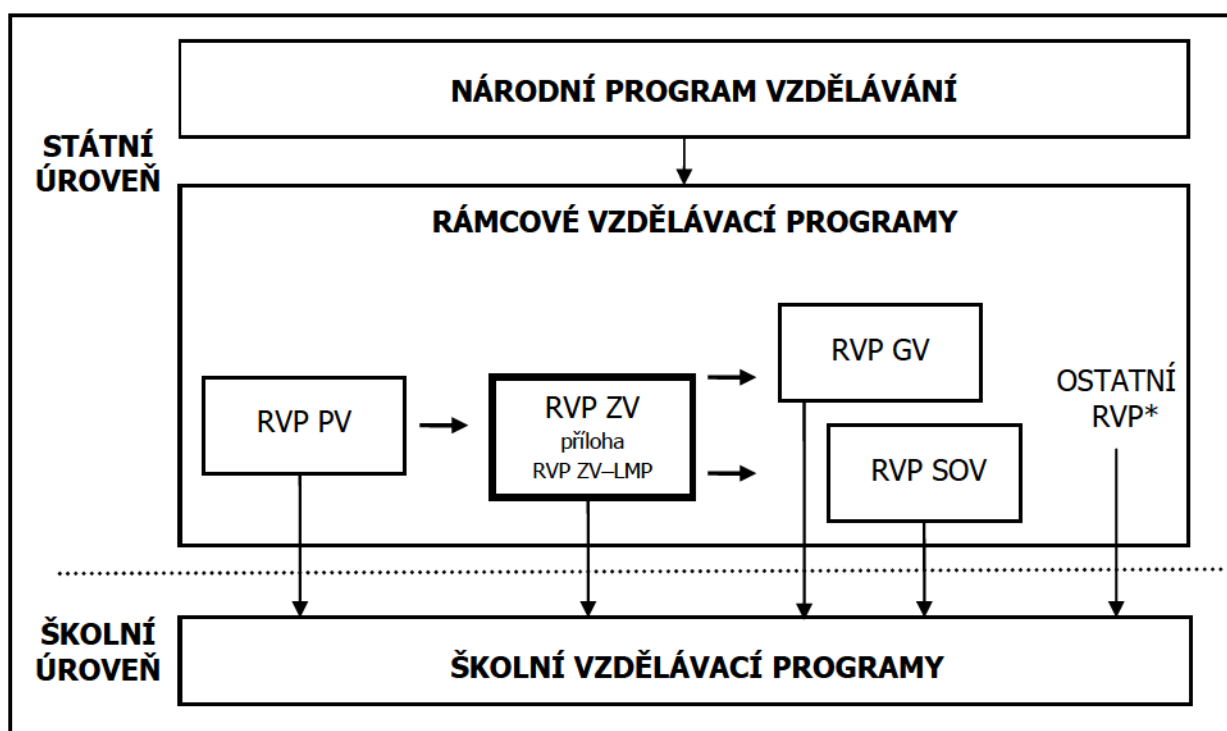 NÁRODNÍ PROGRAM VZDĚLÁVÁNÍ
STÁTNÍ
ÚROVEŇ
RÁMCOVÉ VZDĚLÁVACÍ PROGRAMY
RVP PV
RVP ZV
příloha
RVP ZV–LMP
RVP GV
RVP SOV
OSTATNÍ
RVP*
ŠKOLNÍ
ÚROVEŇ
ŠKOLNÍ VZDĚLÁVACÍ PROGRAMY